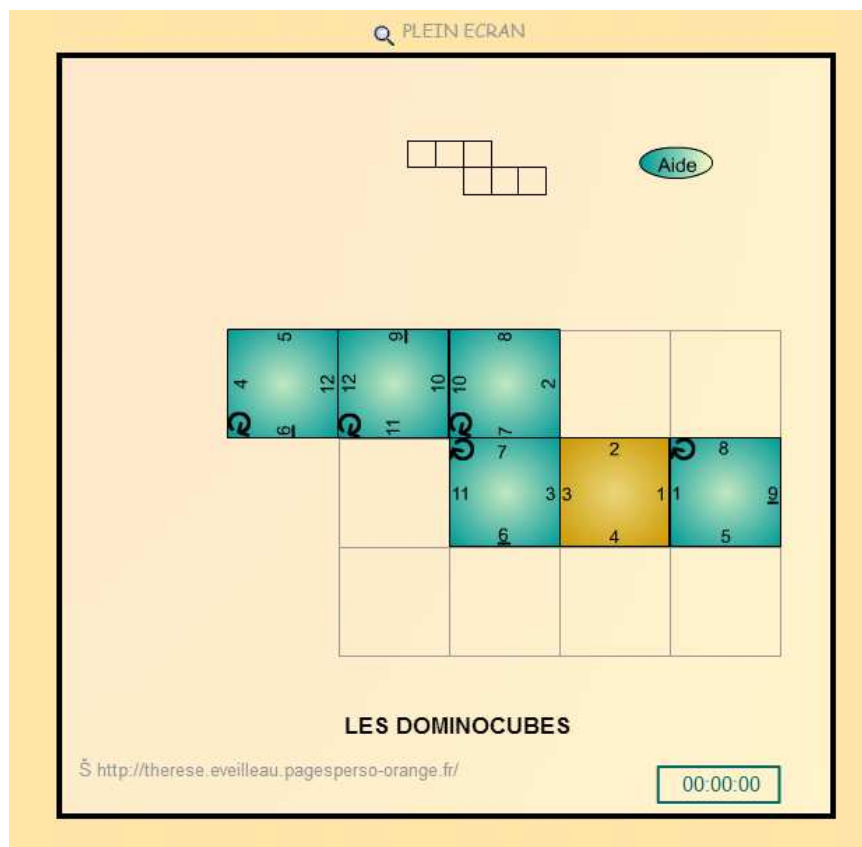 PLEIN ECRAN
Aide
5 9 8
4 12 12 10 10 2
6 11 7
7 2 8
11 3 3 1 1 9
6 4 5
LES DOMINOCUBES
Š http://therese.eveilleau.pagesperso-orange.fr/
00:00:00